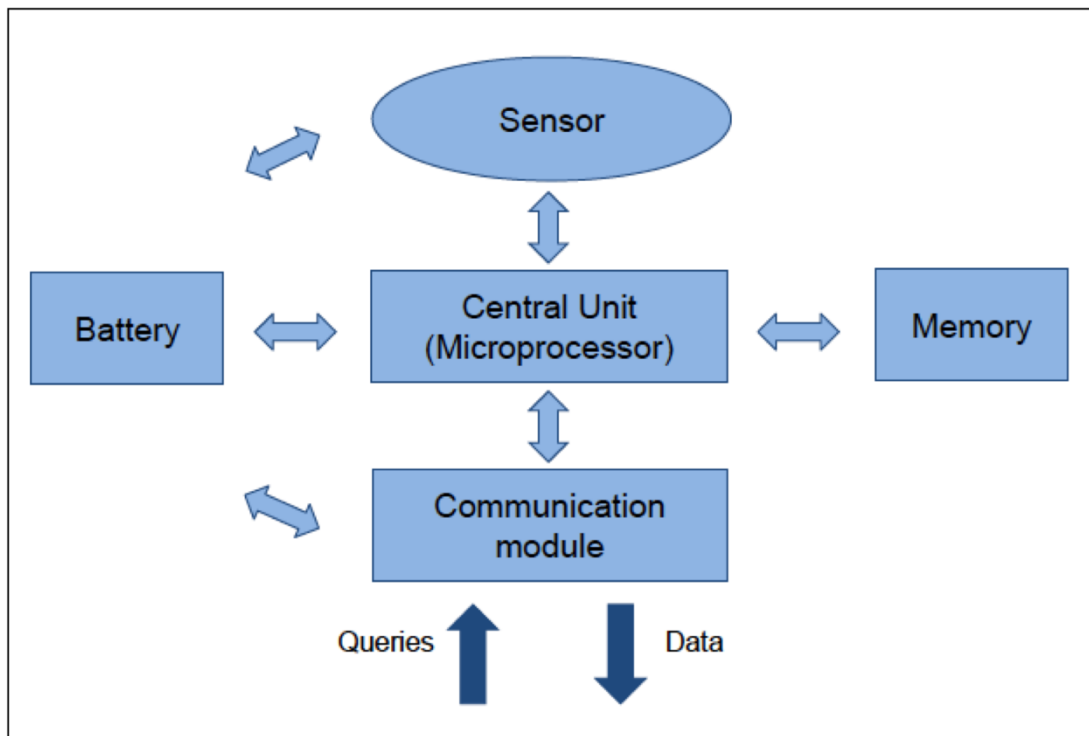 Sensor
Battery
Central Unit
(Microprocessor)
Memory
Communication
module
Queries
Data